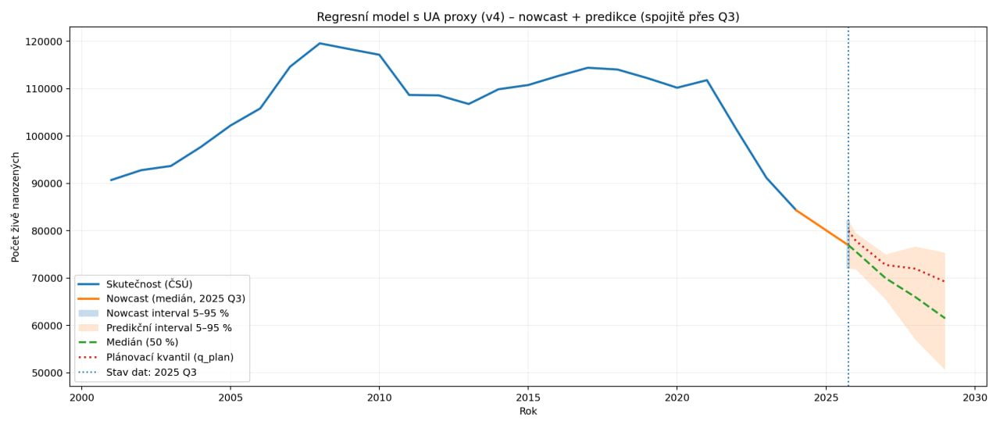 Regresní model s UA proxy (v4) – nowcast + predikce (spojitě přes Q3)
Počet živě narozených
120000
110000
100000
90000
80000
70000
60000
50000
Skutečnost (ČSÚ)
Nowcast (medián, 2025 Q3)
Nowcast interval 5–95 %
Predikční interval 5–95 %
Medián (50 %)
Plánovací kvantil (q_plan)
Stav dat: 2025 Q3
2000 2005 2010 2015 2020 2025 2030
Rok